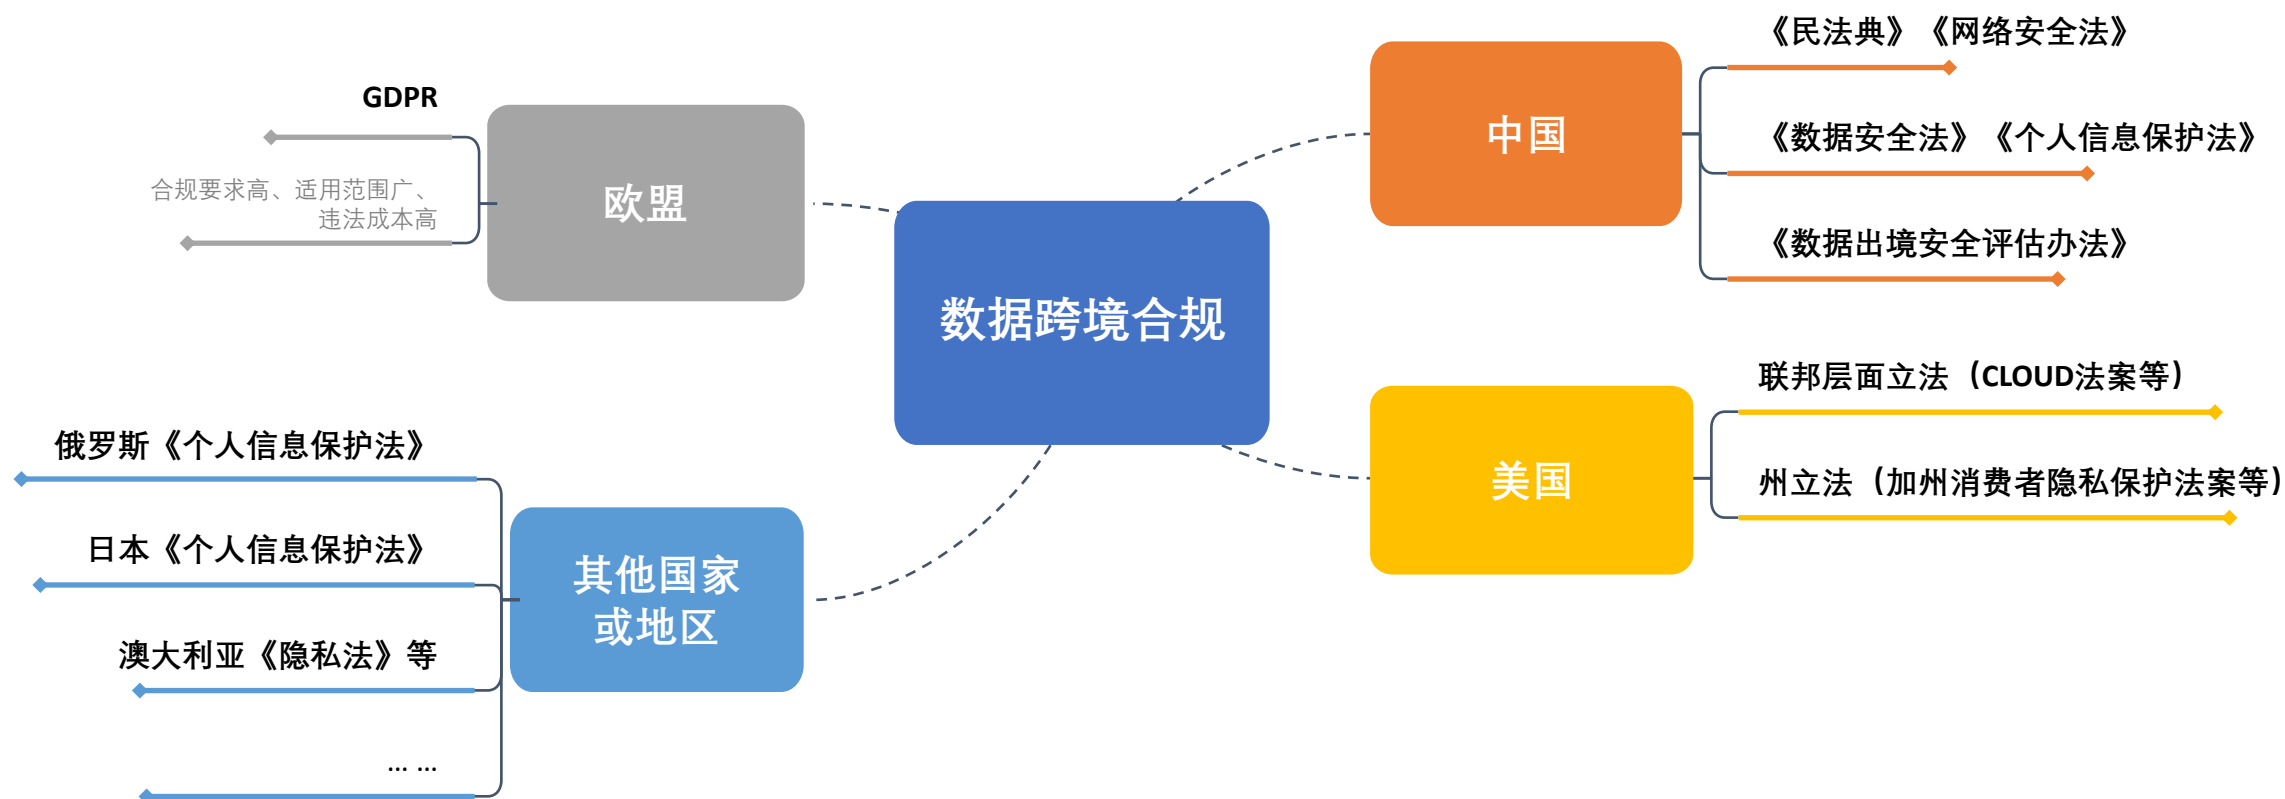 数据跨境合规
中国
《民法典》《网络安全法》
《数据安全法》《个人信息保护法》
《数据出境安全评估办法》
美国
联邦层面立法（CLOUD法案等）
州立法（加州消费者隐私保护法案等）
欧盟
GDPR
合规要求高、适用范围广、
违法成本高
其他国家
或地区
俄罗斯《个人信息保护法》
日本《个人信息保护法》
澳大利亚《隐私法》等
... ...